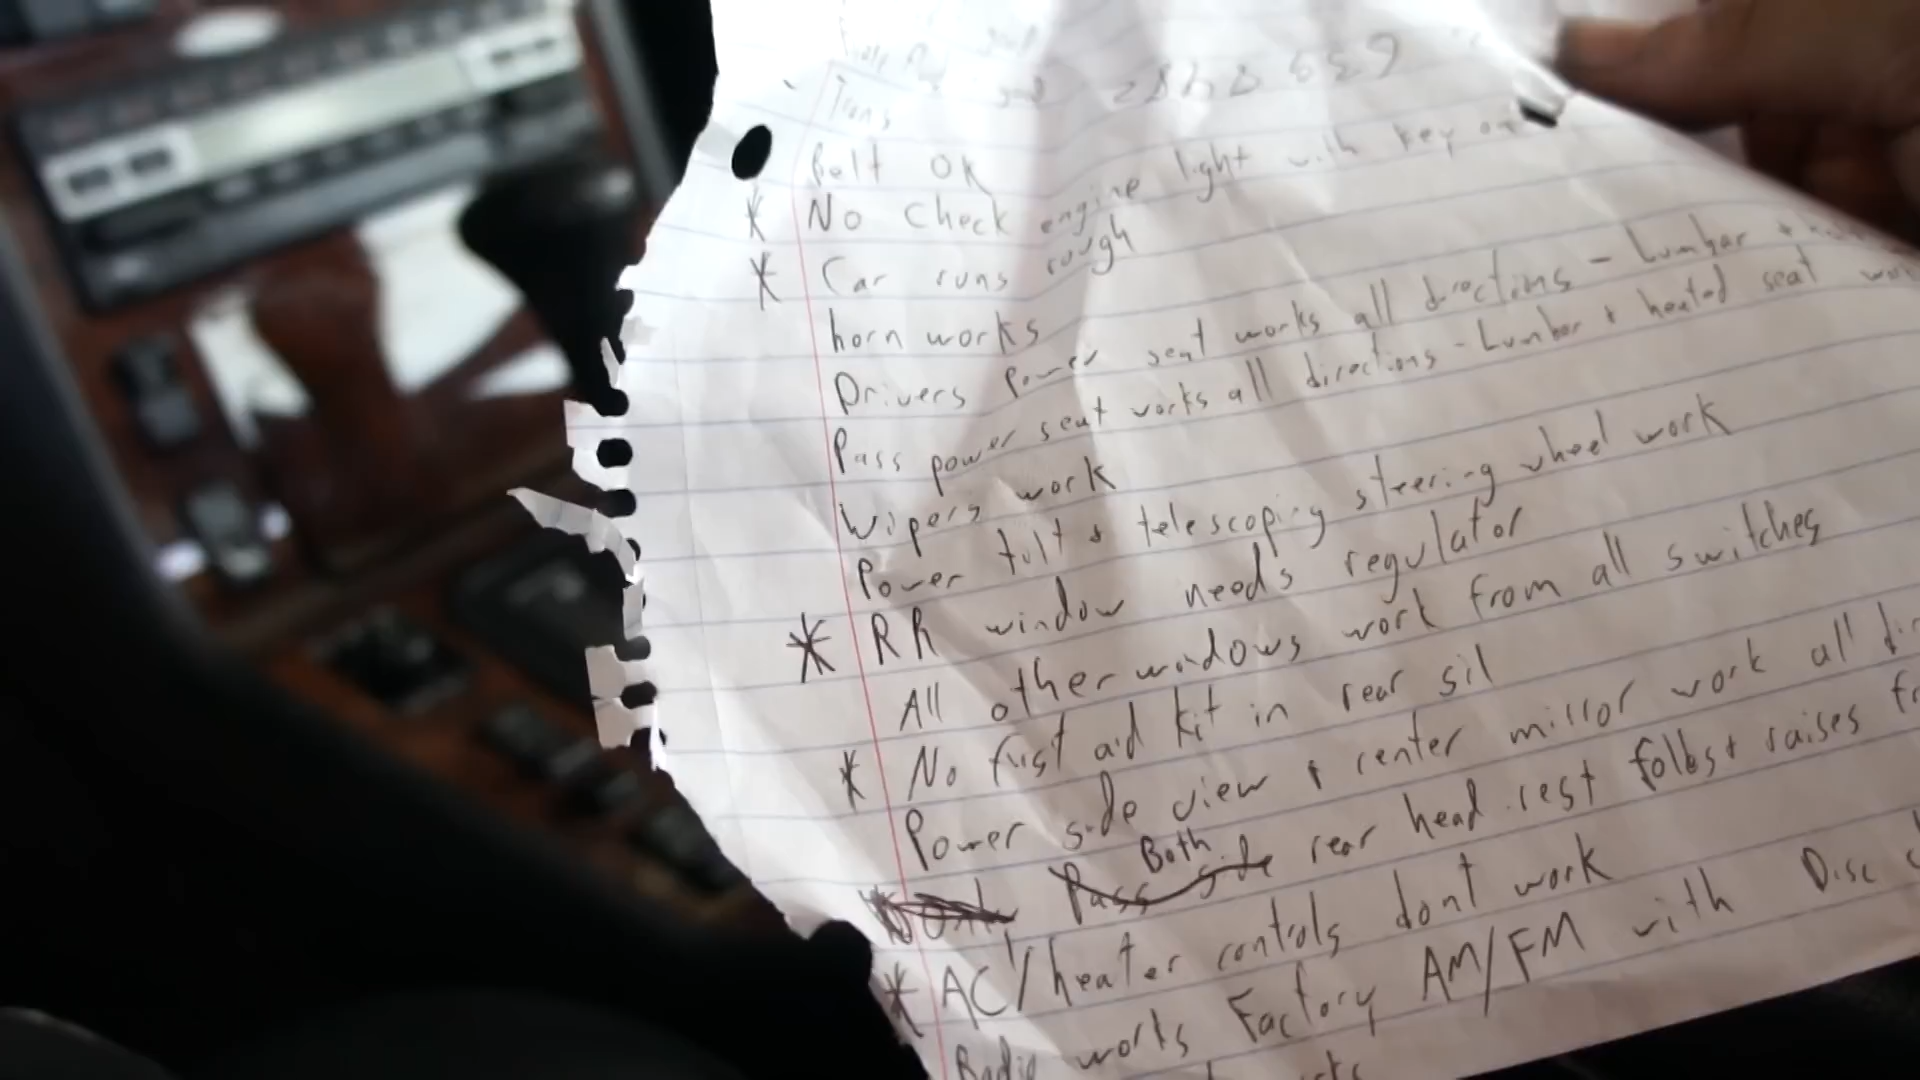 Trans
Belt OK
* No Check engine light with key on
* Car runs rough
horn works
Drivers power seat works all directions - Lumbar +
Pass power seat works all directions - Lumbar + heated seat
Wipers work
Power tilt + telescoping steering wheel work
* RR window needs regulator
All other windows work from all switches
* No first aid kit in rear sil
Power side view + center mirror work all
Both
Pass side rear head rest folds + raises
* AC/heater controls dont work
Radio works Factory AM/FM with Disc